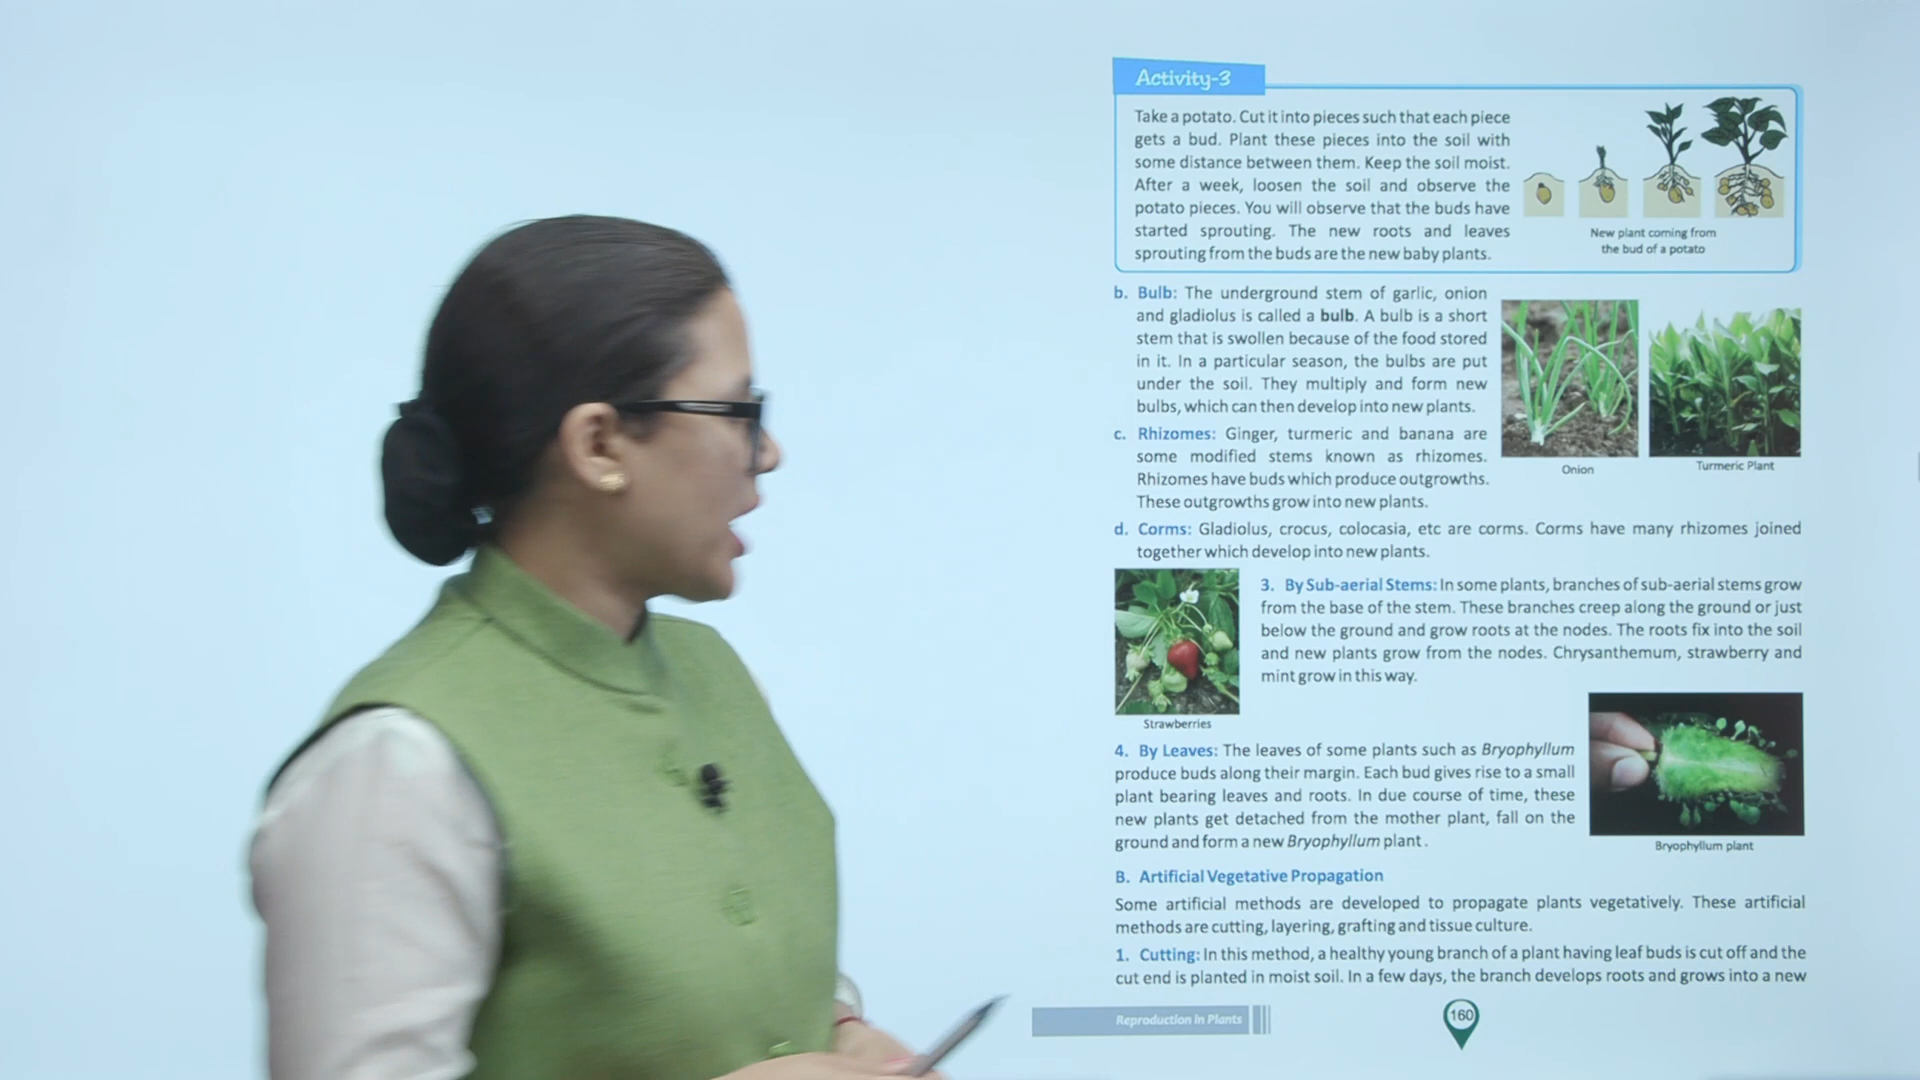 Activity-3
Take a potato. Cut it into pieces such that each piece
gets a bud. Plant these pieces into the soil with
some distance between them. Keep the soil moist.
After a week, loosen the soil and observe the
potato pieces. You will observe that the buds have
started sprouting. The new roots and leaves
sprouting from the buds are the new baby plants.
New plant coming from
the bud of a potato
b. Bulb: The underground stem of garlic, onion
and gladiolus is called a bulb. A bulb is a short
stem that is swollen because of the food stored
in it. In a particular season, the bulbs are put
under the soil. They multiply and form new
bulbs, which can then develop into new plants.
c. Rhizomes: Ginger, turmeric and banana are
some modified stems known as rhizomes.
Rhizomes have buds which produce outgrowths.
These outgrowths grow into new plants.
Onion
Turmeric Plant
d. Corms: Gladiolus, crocus, colocasia, etc are corms. Corms have many rhizomes joined
together which develop into new plants.
3. By Sub-aerial Stems: In some plants, branches of sub-aerial stems grow
from the base of the stem. These branches creep along the ground or just
below the ground and grow roots at the nodes. The roots fix into the soil
and new plants grow from the nodes. Chrysanthemum, strawberry and
mint grow in this way.
Strawberries
4. By Leaves: The leaves of some plants such as Bryophyllum
produce buds along their margin. Each bud gives rise to a small
plant bearing leaves and roots. In due course of time, these
new plants get detached from the mother plant, fall on the
ground and form a new Bryophyllum plant.
Bryophyllum plant
B. Artificial Vegetative Propagation
Some artificial methods are developed to propagate plants vegetatively. These artificial
methods are cutting, layering, grafting and tissue culture.
1. Cutting: In this method, a healthy young branch of a plant having leaf buds is cut off and the
cut end is planted in moist soil. In a few days, the branch develops roots and grows into a new
Reproduction in Plants
160